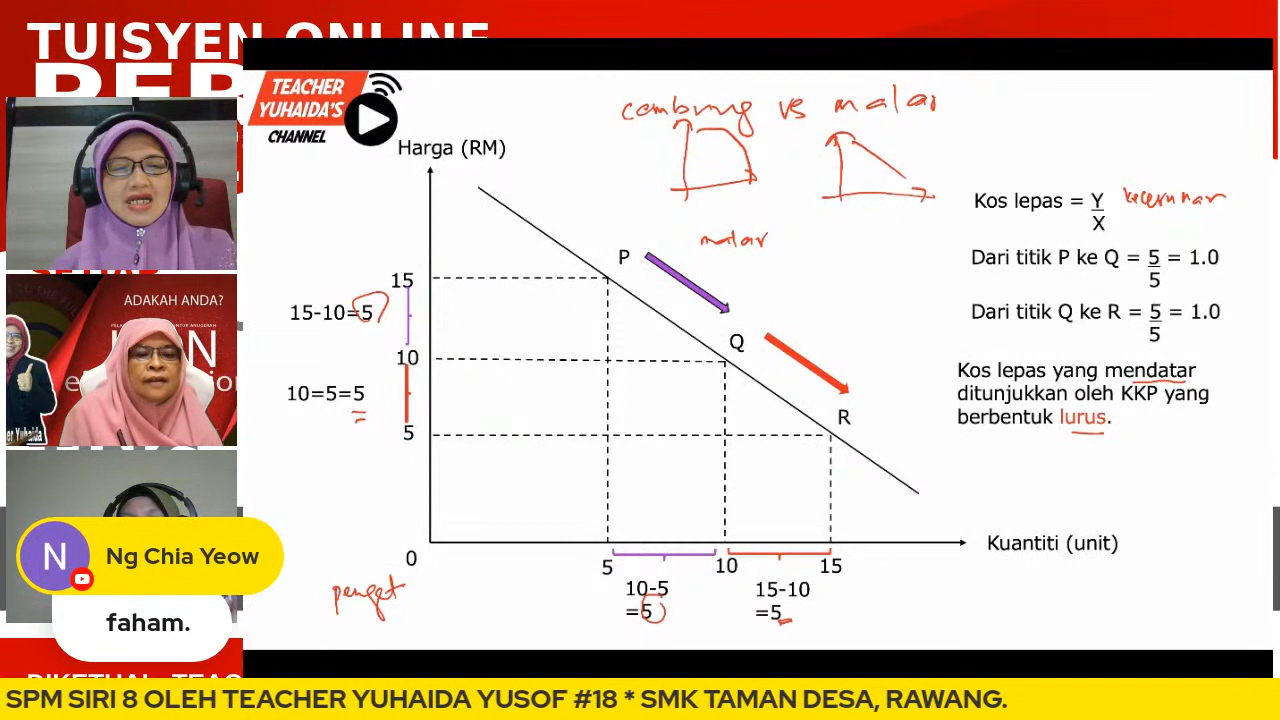 TUISYEN ONLINE
TEACHER
YUHAIDA'S
CHANNEL
cembung vs malar
Harga (RM)
Kos lepas = Y
X
kecerunan
malar
P
Dari titik P ke Q = 5 = 1.0
5
15
15-10=5
Dari titik Q ke R = 5 = 1.0
5
ADAKAH ANDA?
Q
10
Kos lepas yang mendatar
ditunjukkan oleh KKP yang
berbentuk lurus.
10=5=5
R
5
Kuantiti (unit)
0
5
10
15
10-5
=5
15-10
=5
N
Ng Chia Yeow
faham.
SPM SIRI 8 OLEH TEACHER YUHAIDA YUSOF #18 * SMK TAMAN DESA, RAWANG.